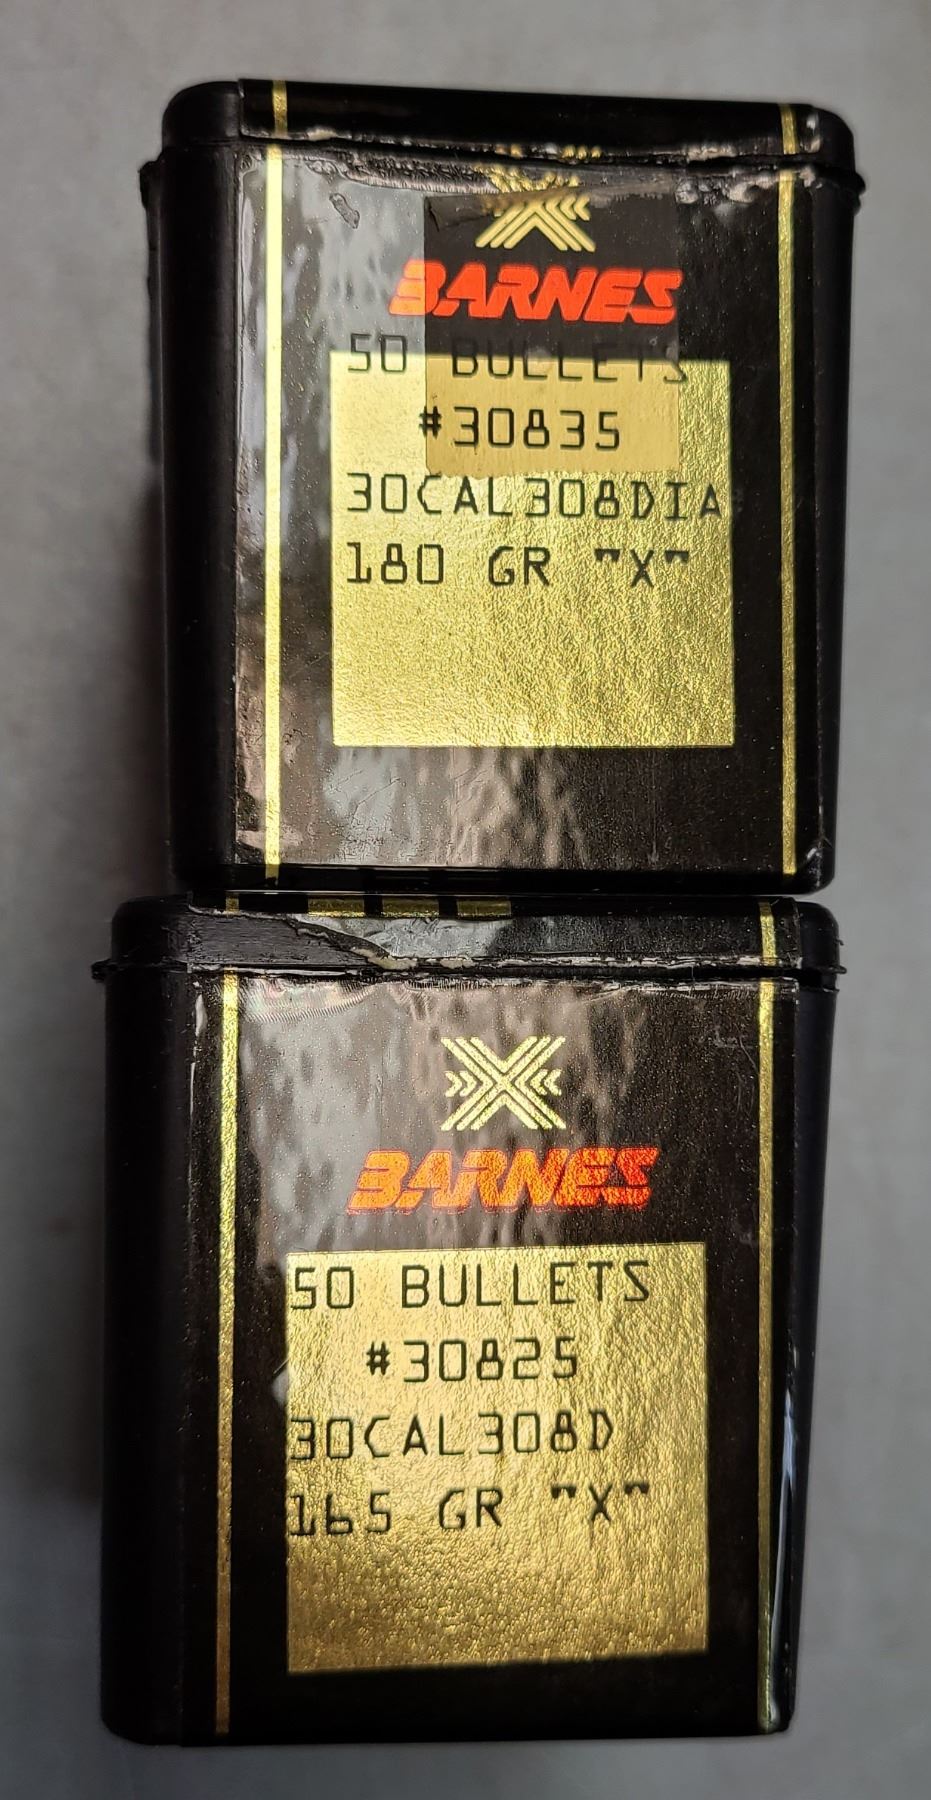 BARNES
50 BULLETS
#30835
30CAL308DIA
180 GR "X"
BARNES
50 BULLETS
#30825
30CAL308D
165 GR "X"